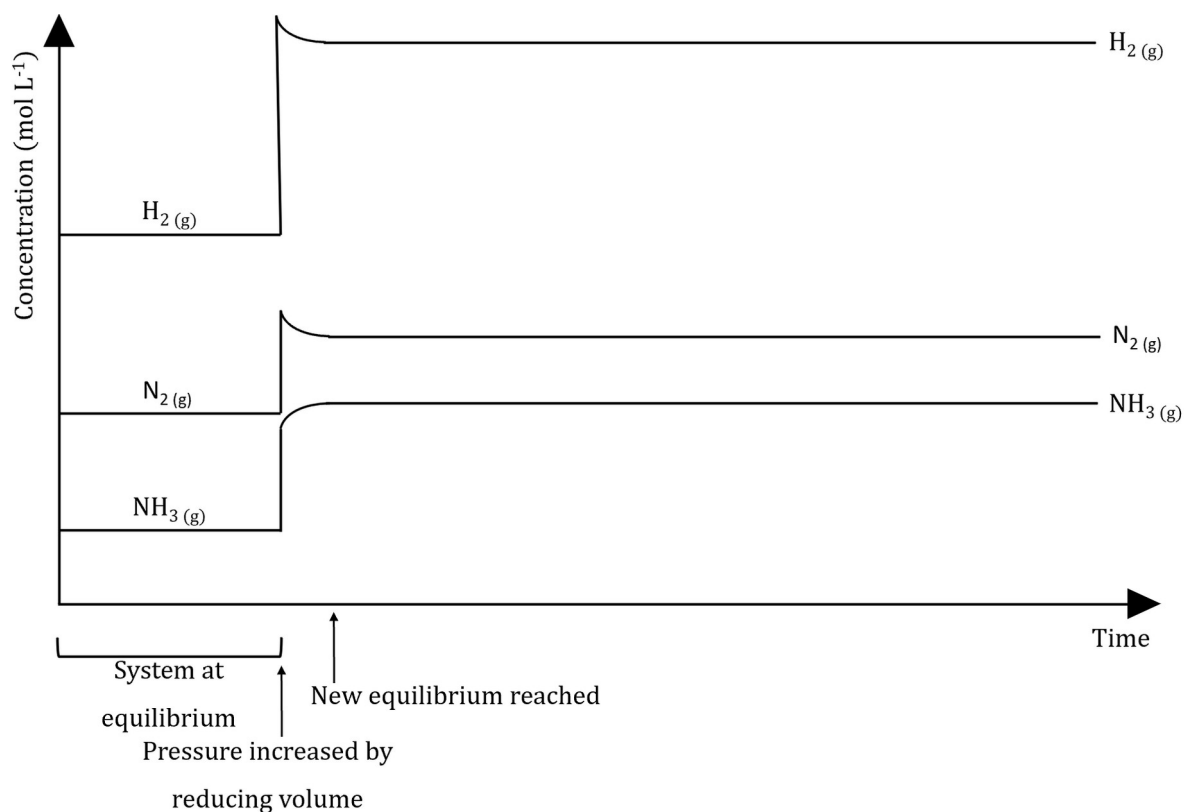 Concentration (mol L⁻¹)
H₂ (g)
H₂ (g)
N₂ (g)
N₂ (g)
NH₃ (g)
NH₃ (g)
Time
System at
equilibrium
New equilibrium reached
Pressure increased by
reducing volume